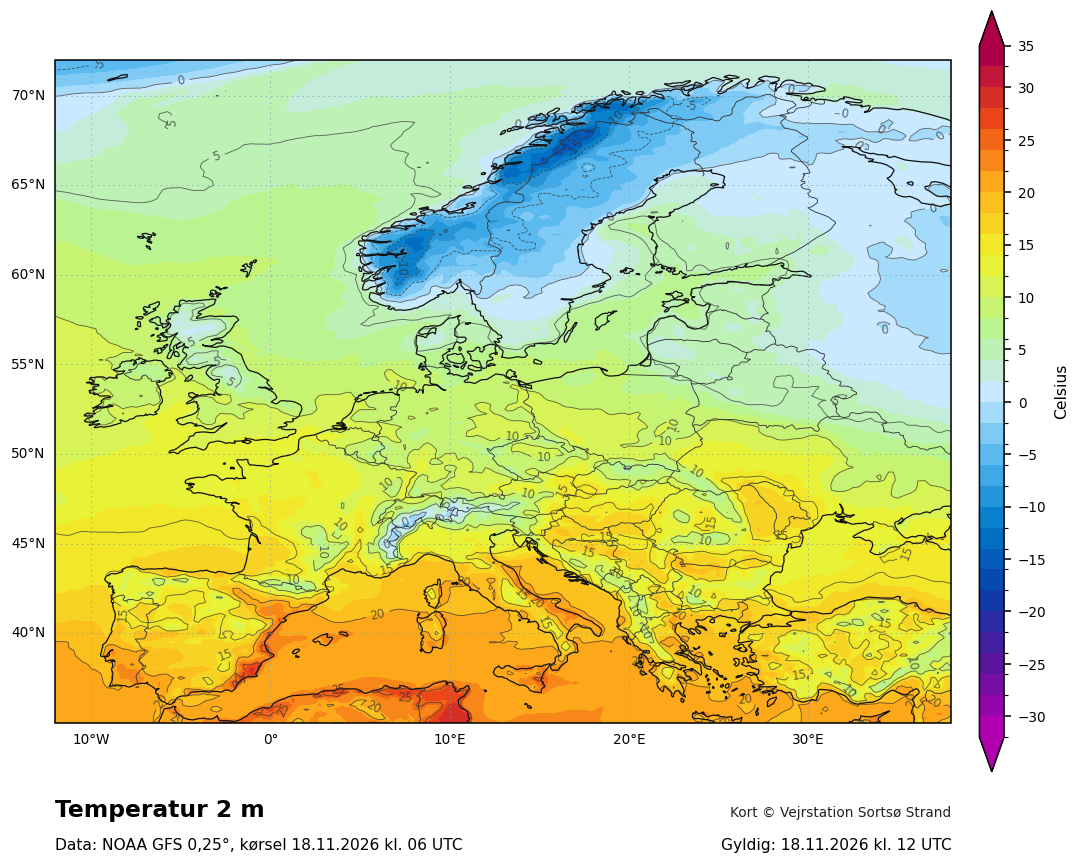 70°N
65°N
60°N
55°N
50°N
45°N
40°N
10°W 0° 10°E 20°E 30°E
35
30
25
20
15
10
5
0
−5
−10
−15
−20
−25
−30
Celsius
Temperatur 2 m
Kort © Vejrstation Sortsø Strand
Data: NOAA GFS 0,25°, kørsel 18.11.2026 kl. 06 UTC
Gyldig: 18.11.2026 kl. 12 UTC